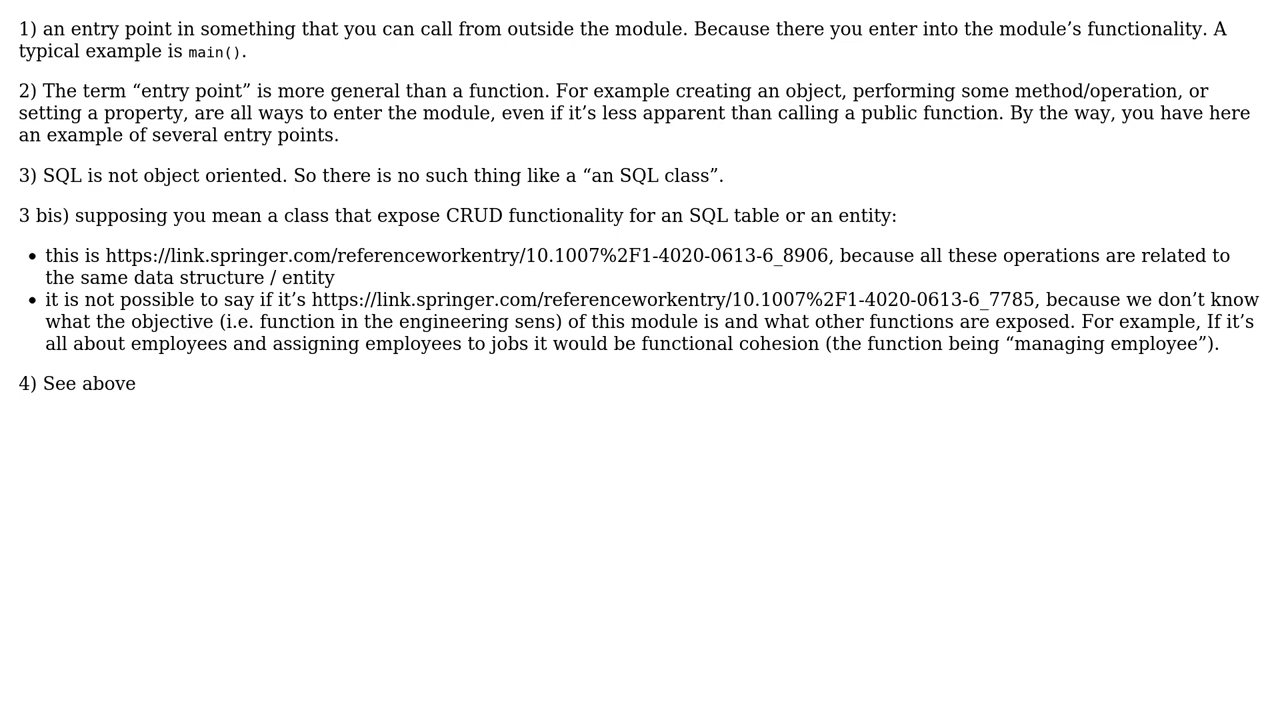 1) an entry point in something that you can call from outside the module. Because there you enter into the module’s functionality. A
typical example is main().
2) The term “entry point” is more general than a function. For example creating an object, performing some method/operation, or
setting a property, are all ways to enter the module, even if it’s less apparent than calling a public function. By the way, you have here
an example of several entry points.
3) SQL is not object oriented. So there is no such thing like a “an SQL class”.
3 bis) supposing you mean a class that expose CRUD functionality for an SQL table or an entity:
• this is https://link.springer.com/referenceworkentry/10.1007%2F1-4020-0613-6_8906, because all these operations are related to
the same data structure / entity
• it is not possible to say if it’s https://link.springer.com/referenceworkentry/10.1007%2F1-4020-0613-6_7785, because we don’t know
what the objective (i.e. function in the engineering sens) of this module is and what other functions are exposed. For example, If it’s
all about employees and assigning employees to jobs it would be functional cohesion (the function being “managing employee”).
4) See above